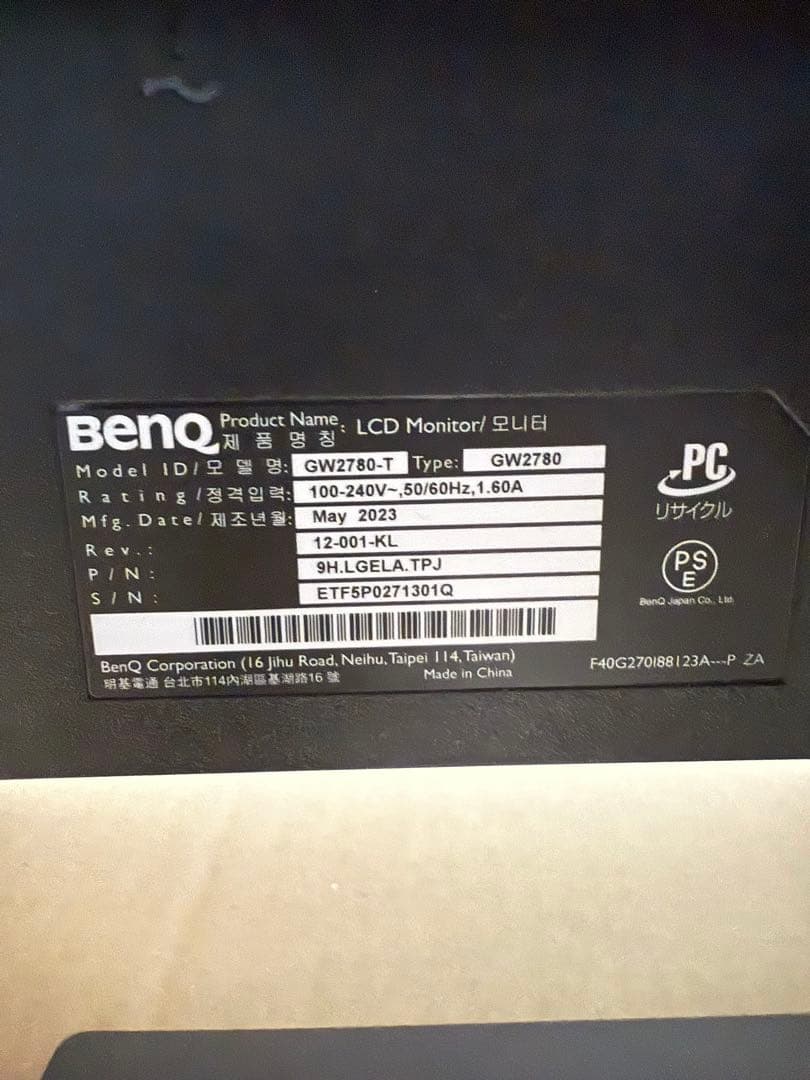 BenQ Product Name : LCD Monitor/모니터
제 품 명 칭
Model ID/모 델 명: GW2780-T Type: GW2780
Rating/정격입력: 100-240V~,50/60Hz,1.60A
Mfg. Date/제조년월: May 2023
Rev.: 12-001-KL
P/N: 9H.LGELA.TPJ
S/N: ETF5P0271301Q
PC
リサイクル
PS
E
BenQ Japan Co., Ltd.
BenQ Corporation (16 Jihu Road, Neihu, Taipei 114, Taiwan)
明基電通 台北市114內湖區基湖路16 號 Made in China
F40G270I88123A---P ZA